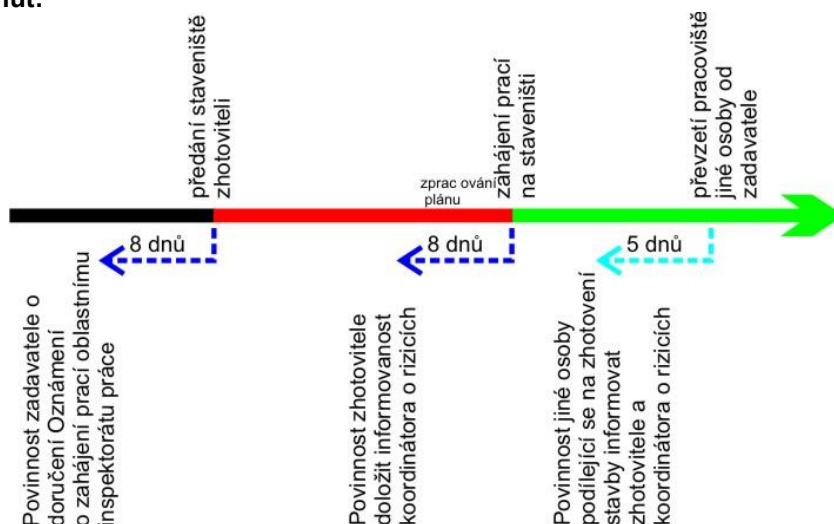 předání staveniště
zhotoviteli
zpracování
plánu
zahájení prací
na staveništi
převzetí pracoviště
jiné osoby od
zadavatele
8 dnů
8 dnů
5 dnů
Povinnost zadavatele o
doručení Oznámení
o zahájení prací oblastnímu
inspektorátu práce
Povinnost zhotovitele
doložit informovanost
koordinátora o rizicích
Povinnost jiné osoby
podílející se na zhotovení
stavby informovat
zhotovitele a
koordinátora o rizicích